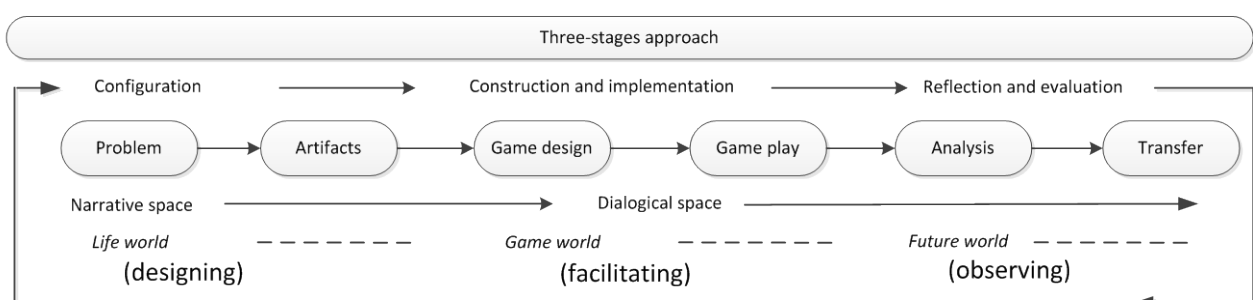 Three-stages approach
Configuration Construction and implementation Reflection and evaluation
Problem Artifacts Game design Game play Analysis Transfer
Narrative space Dialogical space
Life world Game world Future world
(designing) (facilitating) (observing)